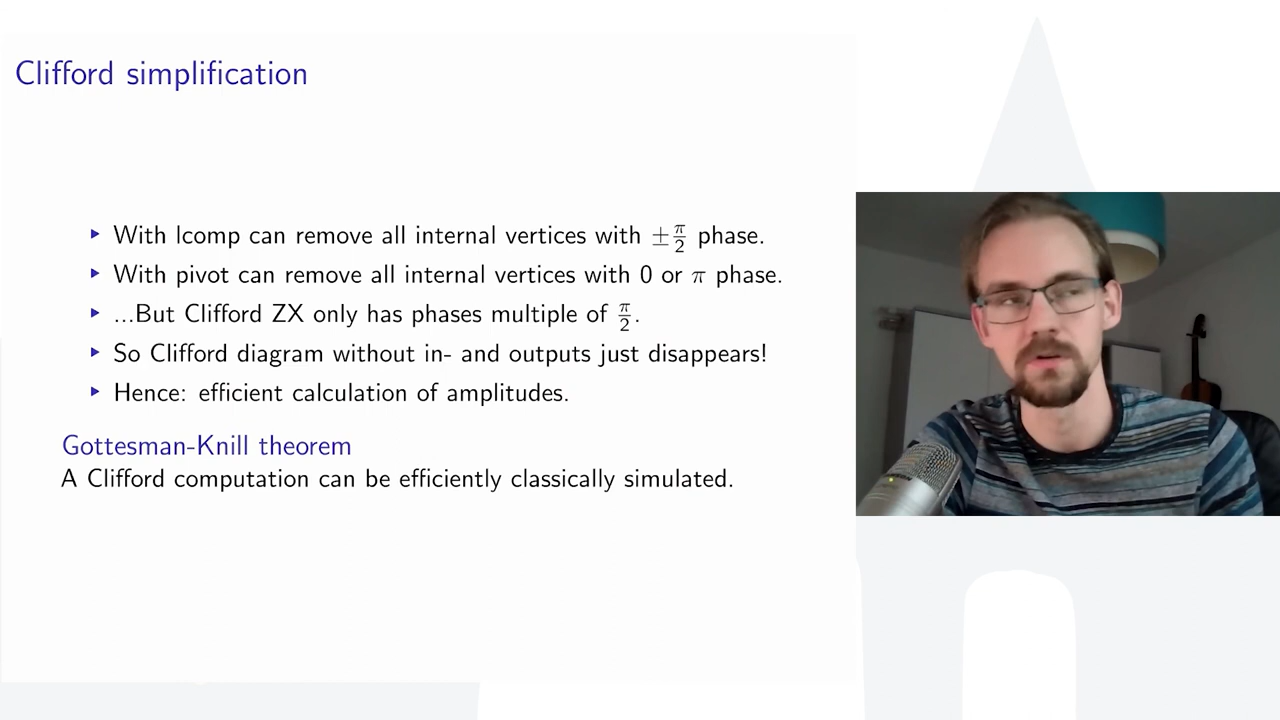 Clifford simplification
▸ With lcomp can remove all internal vertices with ±π/2 phase.
▸ With pivot can remove all internal vertices with 0 or π phase.
▸ ...But Clifford ZX only has phases multiple of π/2.
▸ So Clifford diagram without in- and outputs just disappears!
▸ Hence: efficient calculation of amplitudes.
Gottesman-Knill theorem
A Clifford computation can be efficiently classically simulated.